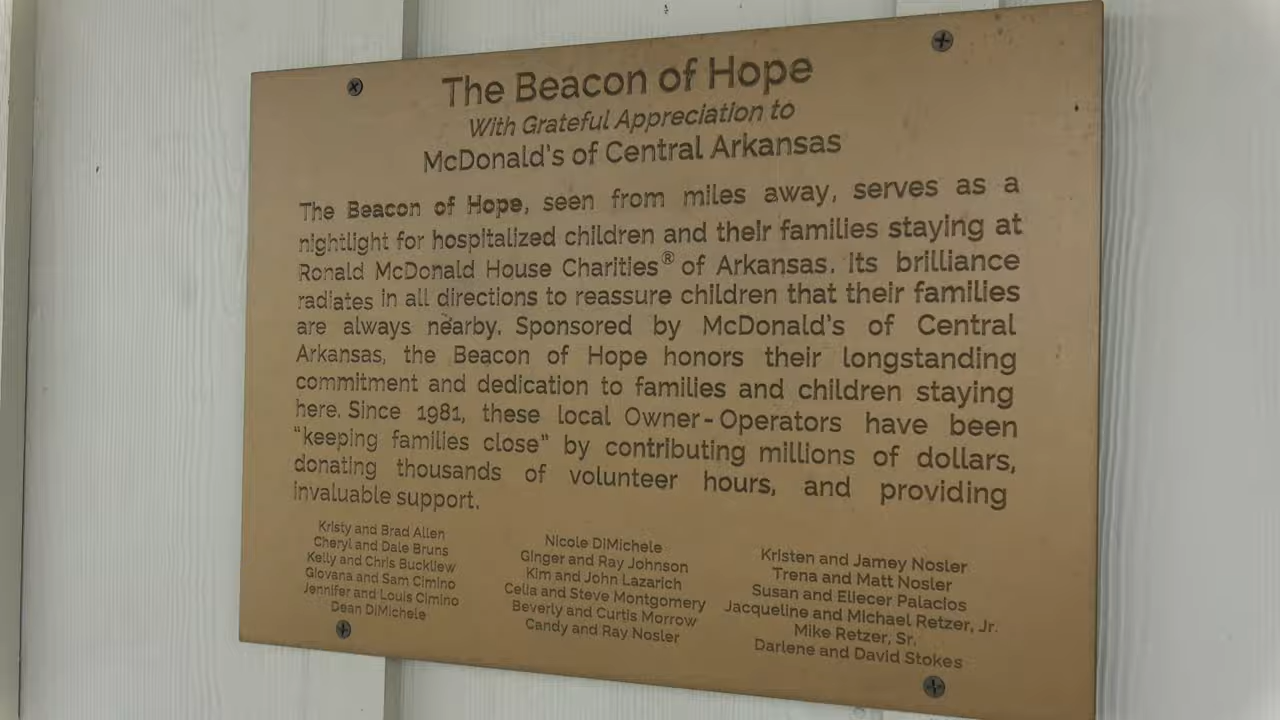 The Beacon of Hope
With Grateful Appreciation to
McDonald's of Central Arkansas
The Beacon of Hope, seen from miles away, serves as a
nightlight for hospitalized children and their families staying at
Ronald McDonald House Charities® of Arkansas. Its brilliance
radiates in all directions to reassure children that their families
are always nearby. Sponsored by McDonald's of Central
Arkansas, the Beacon of Hope honors their longstanding
commitment and dedication to families and children staying
here. Since 1981, these local Owner-Operators have been
"keeping families close" by contributing millions of dollars,
donating thousands of volunteer hours, and providing
invaluable support.
Kristy and Brad Allen
Cheryl and Dale Bruns
Kelly and Chris Bucklew
Giovana and Sam Cimino
Jennifer and Louis Cimino
Dean DiMichele
Nicole DiMichele
Ginger and Ray Johnson
Kim and John Lazarich
Celia and Steve Montgomery
Beverly and Curtis Morrow
Candy and Ray Nosler
Kristen and Jamey Nosler
Trena and Matt Nosler
Susan and Eliecer Palacios
Jacqueline and Michael Retzer, Jr.
Mike Retzer, Sr.
Darlene and David Stokes